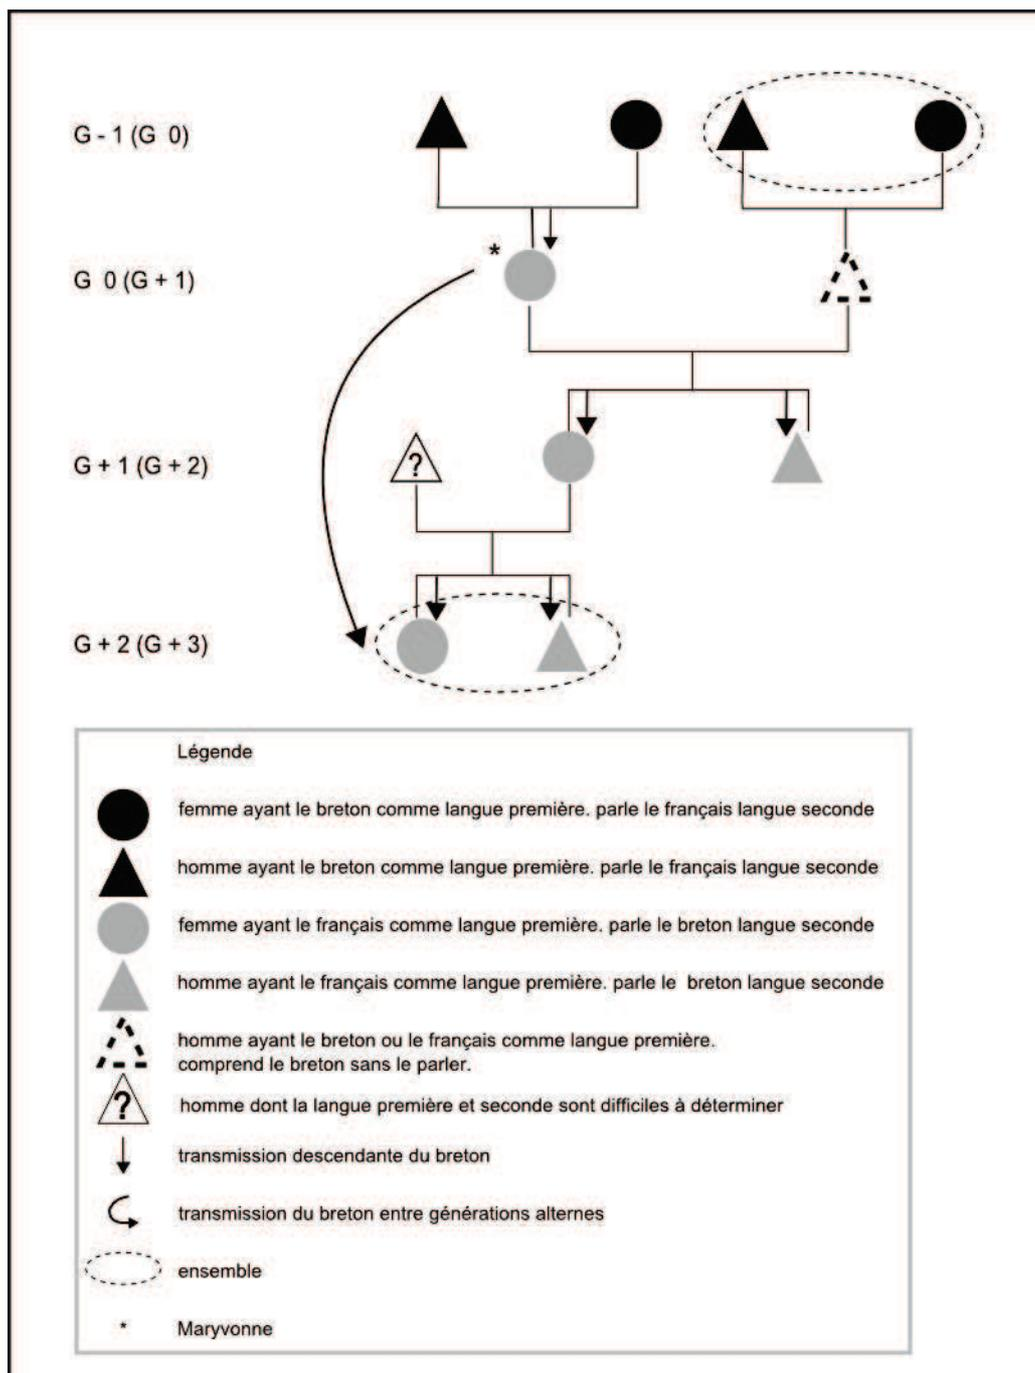 G - 1 (G 0)
*
G 0 (G + 1)
G + 1 (G + 2)
?
G + 2 (G + 3)
Légende
femme ayant le breton comme langue première. parle le français langue seconde
homme ayant le breton comme langue première. parle le français langue seconde
femme ayant le français comme langue première. parle le breton langue seconde
homme ayant le français comme langue première. parle le breton langue seconde
homme ayant le breton ou le français comme langue première.
comprend le breton sans le parler.
? homme dont la langue première et seconde sont difficiles à déterminer
transmission descendante du breton
transmission du breton entre générations alternes
ensemble
* Maryvonne